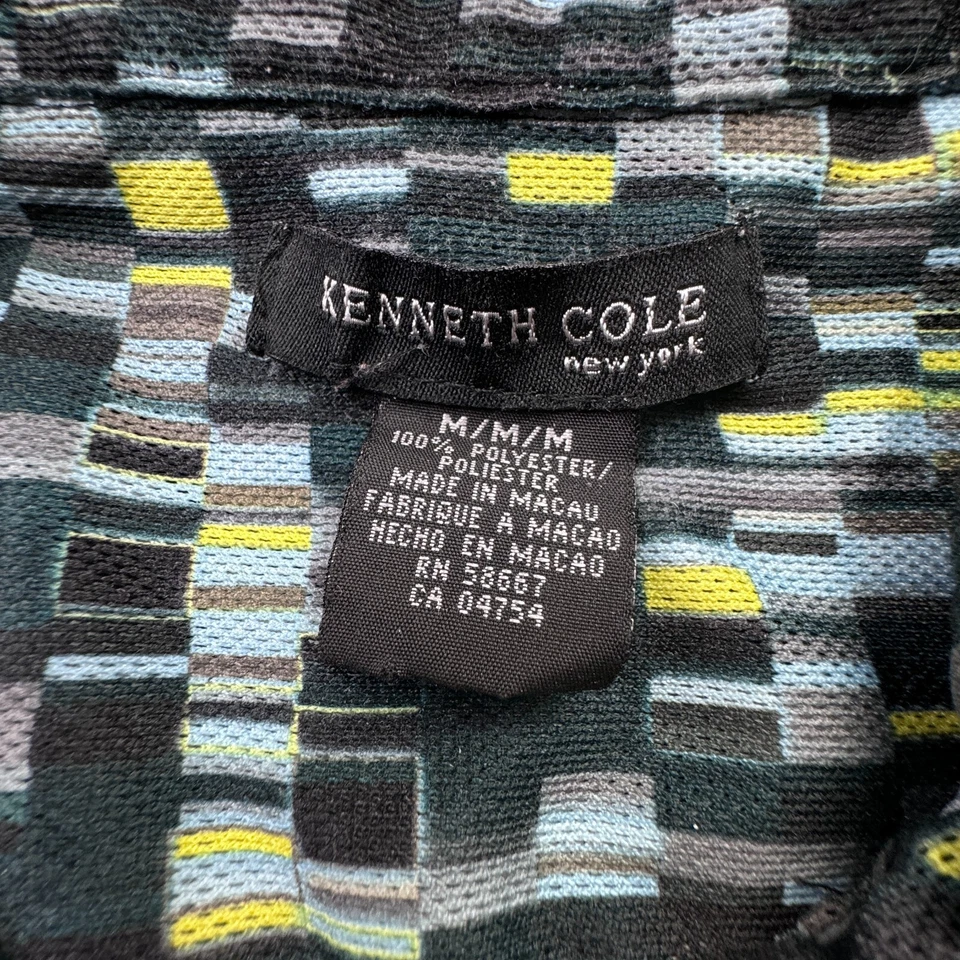 KENNETH COLE
new york
M/M/M
100% POLYESTER/
POLIESTER
MADE IN MACAU
FABRIQUE A MACAO
HECHO EN MACAO
RN 58667
CA 04754